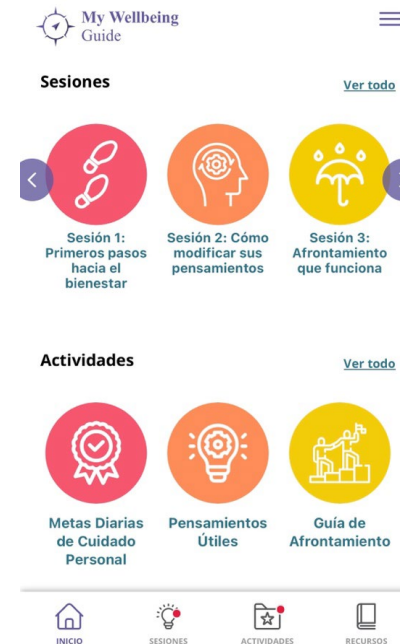 My Wellbeing
Guide
Sesiones
Ver todo
Sesión 1:
Primeros pasos
hacia el
bienestar
Sesión 2: Cómo
modificar sus
pensamientos
Sesión 3:
Afrontamiento
que funciona
Actividades
Ver todo
Metas Diarias
de Cuidado
Personal
Pensamientos
Útiles
Guía de
Afrontamiento
INICIO
SESIONES
ACTIVIDADES
RECURSOS